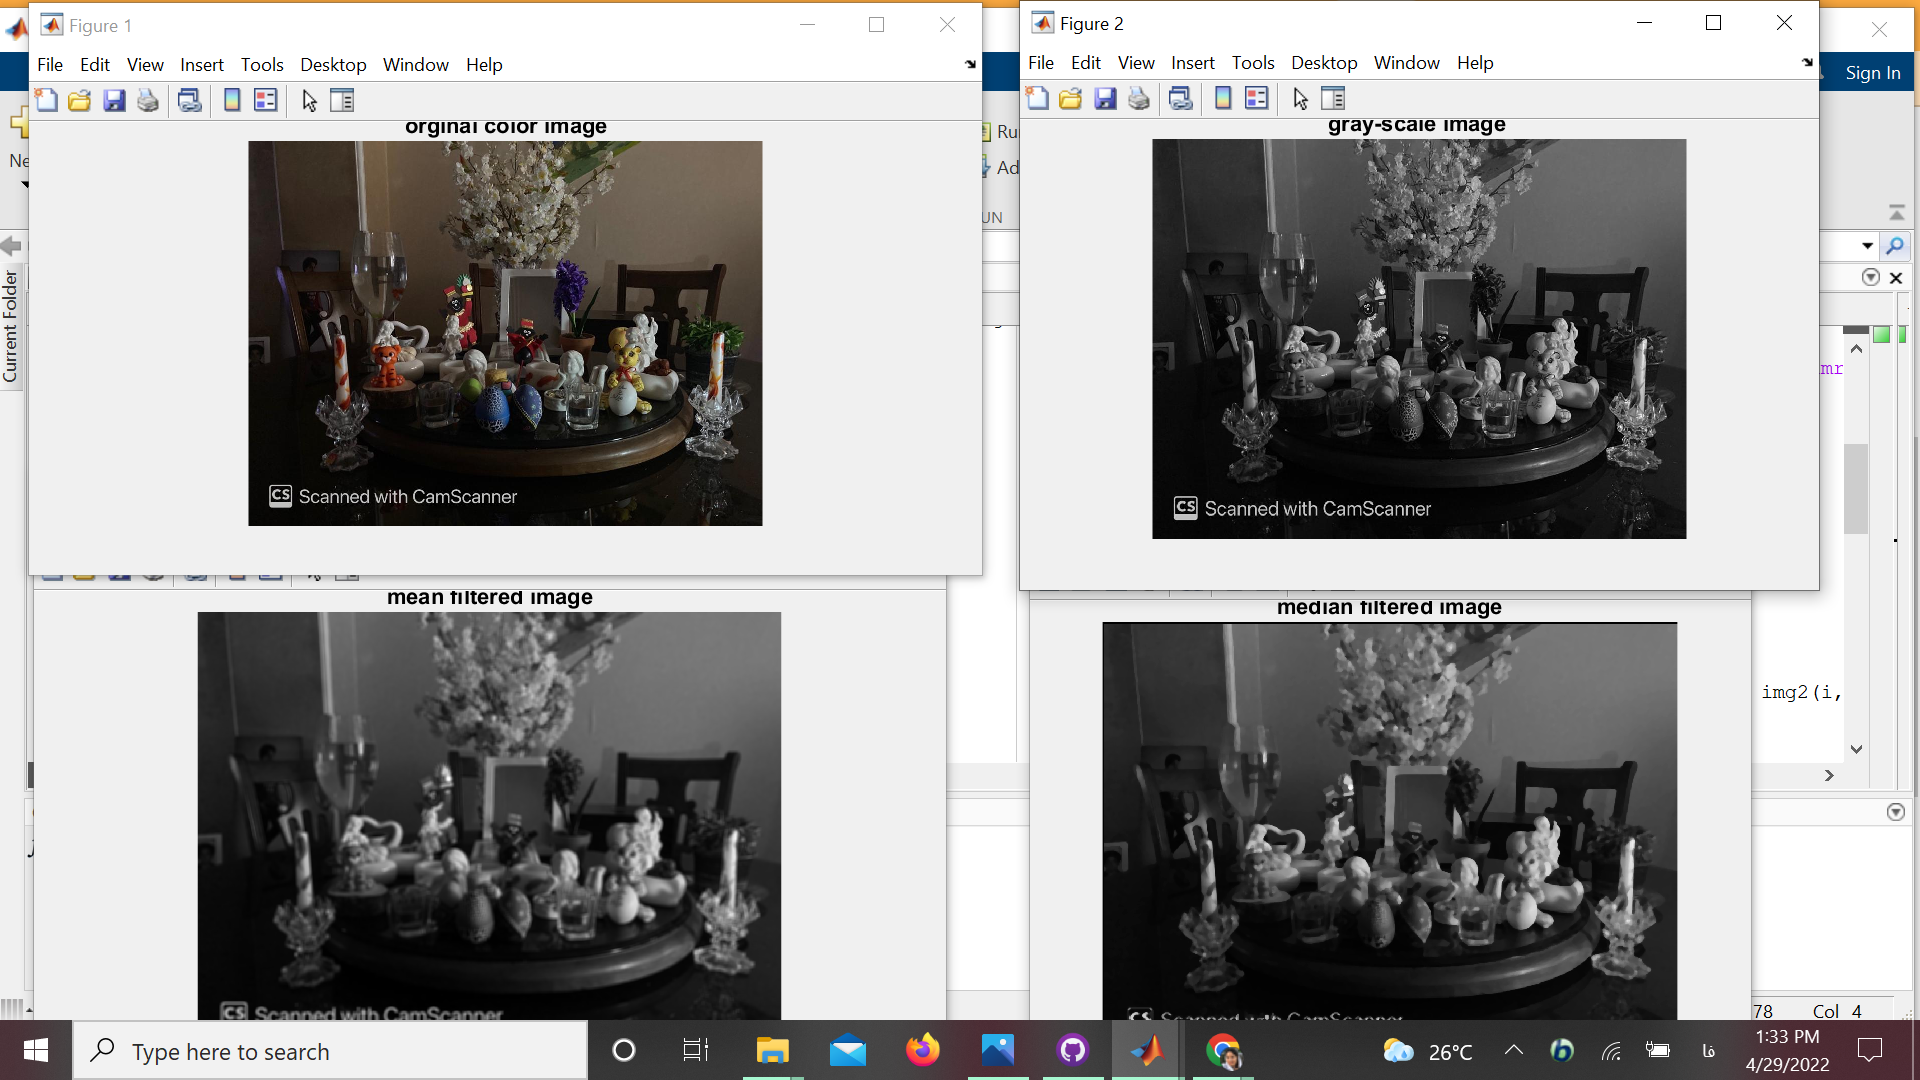 Figure 1
File Edit View Insert Tools Desktop Window Help
orginal color image
CS Scanned with CamScanner
Figure 2
File Edit View Insert Tools Desktop Window Help
gray-scale image
CS Scanned with CamScanner
mean filtered image
CS Scanned with CamScanner
median filtered image
CS Scanned with CamScanner
Sign In
Ne
Ru
Ad
UN
Current Folder
mr
img2(i,
78 Col 4
Type here to search
26°C
فا
1:33 PM
4/29/2022